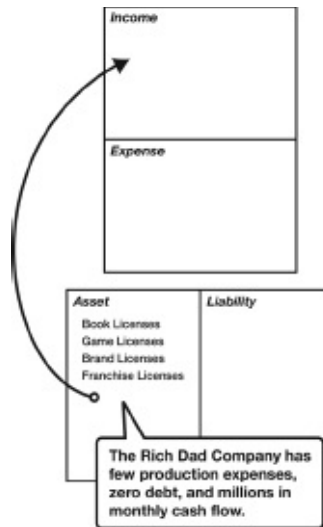 Income
Expense
Asset
Liability
Book Licenses
Game Licenses
Brand Licenses
Franchise Licenses
The Rich Dad Company has
few production expenses,
zero debt, and millions in
monthly cash flow.